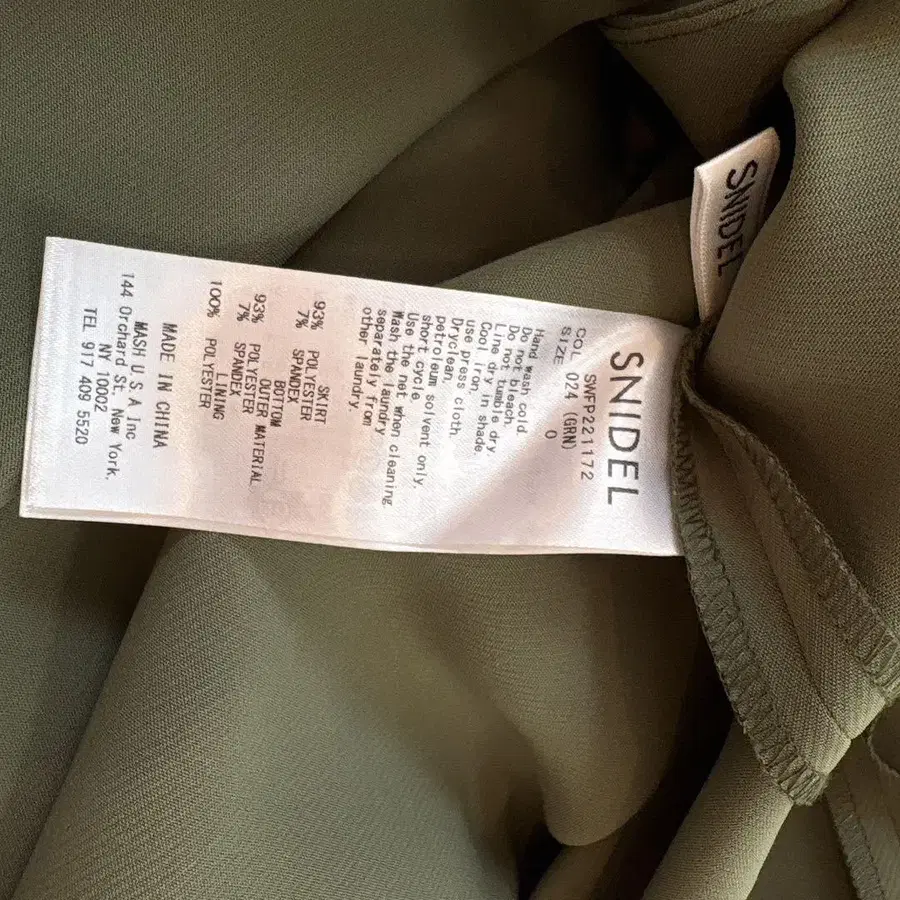 SNIDEL
SWFP221172
COL 024 (GRN)
SIZE 0
Hand wash cold.
Do not bleach.
Do not tumble dry
Line dry in shade.
Cool iron.
use press cloth.
Dryclean,
petroleum solvent only.
short cycle.
Use the net when cleaning.
Wash the laundry
separately from
other laundry.
SKIRT
93% POLYESTER
7% SPANDEX
BOTTOM
OUTER MATERIAL
93% POLYESTER
7% SPANDEX
LINING
100% POLYESTER
MADE IN CHINA
MASH U S A Inc
144 Orchard St, New York,
NY 10002
TEL 917 409 5520
SNIDEL